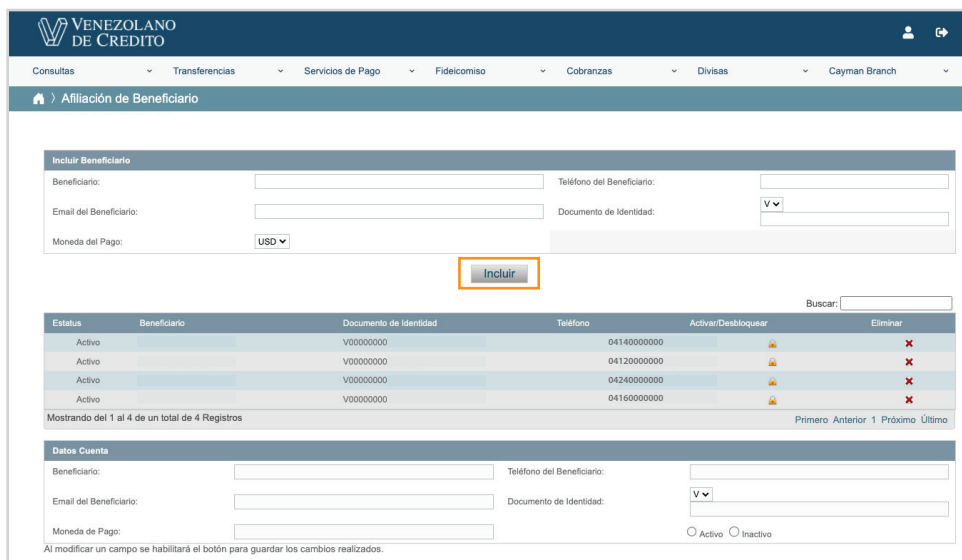 VENEZOLANO
DE CREDITO
Consultas Transferencias Servicios de Pago Fideicomiso Cobranzas Divisas Cayman Branch
Afiliación de Beneficiario
Incluir Beneficiario
Beneficiario: Teléfono del Beneficiario:
Email del Beneficiario: Documento de Identidad: V
Moneda del Pago: USD
Incluir
Buscar:
Estatus Beneficiario Documento de Identidad Teléfono Activar/Desbloquear Eliminar
Activo V00000000 04140000000
Activo V00000000 04120000000
Activo V00000000 04240000000
Activo V00000000 04160000000
Mostrando del 1 al 4 de un total de 4 Registros Primero Anterior 1 Próximo Último
Datos Cuenta
Beneficiario: Teléfono del Beneficiario:
Email del Beneficiario: Documento de Identidad: V
Moneda de Pago: Activo Inactivo
Al modificar un campo se habilitará el botón para guardar los cambios realizados.